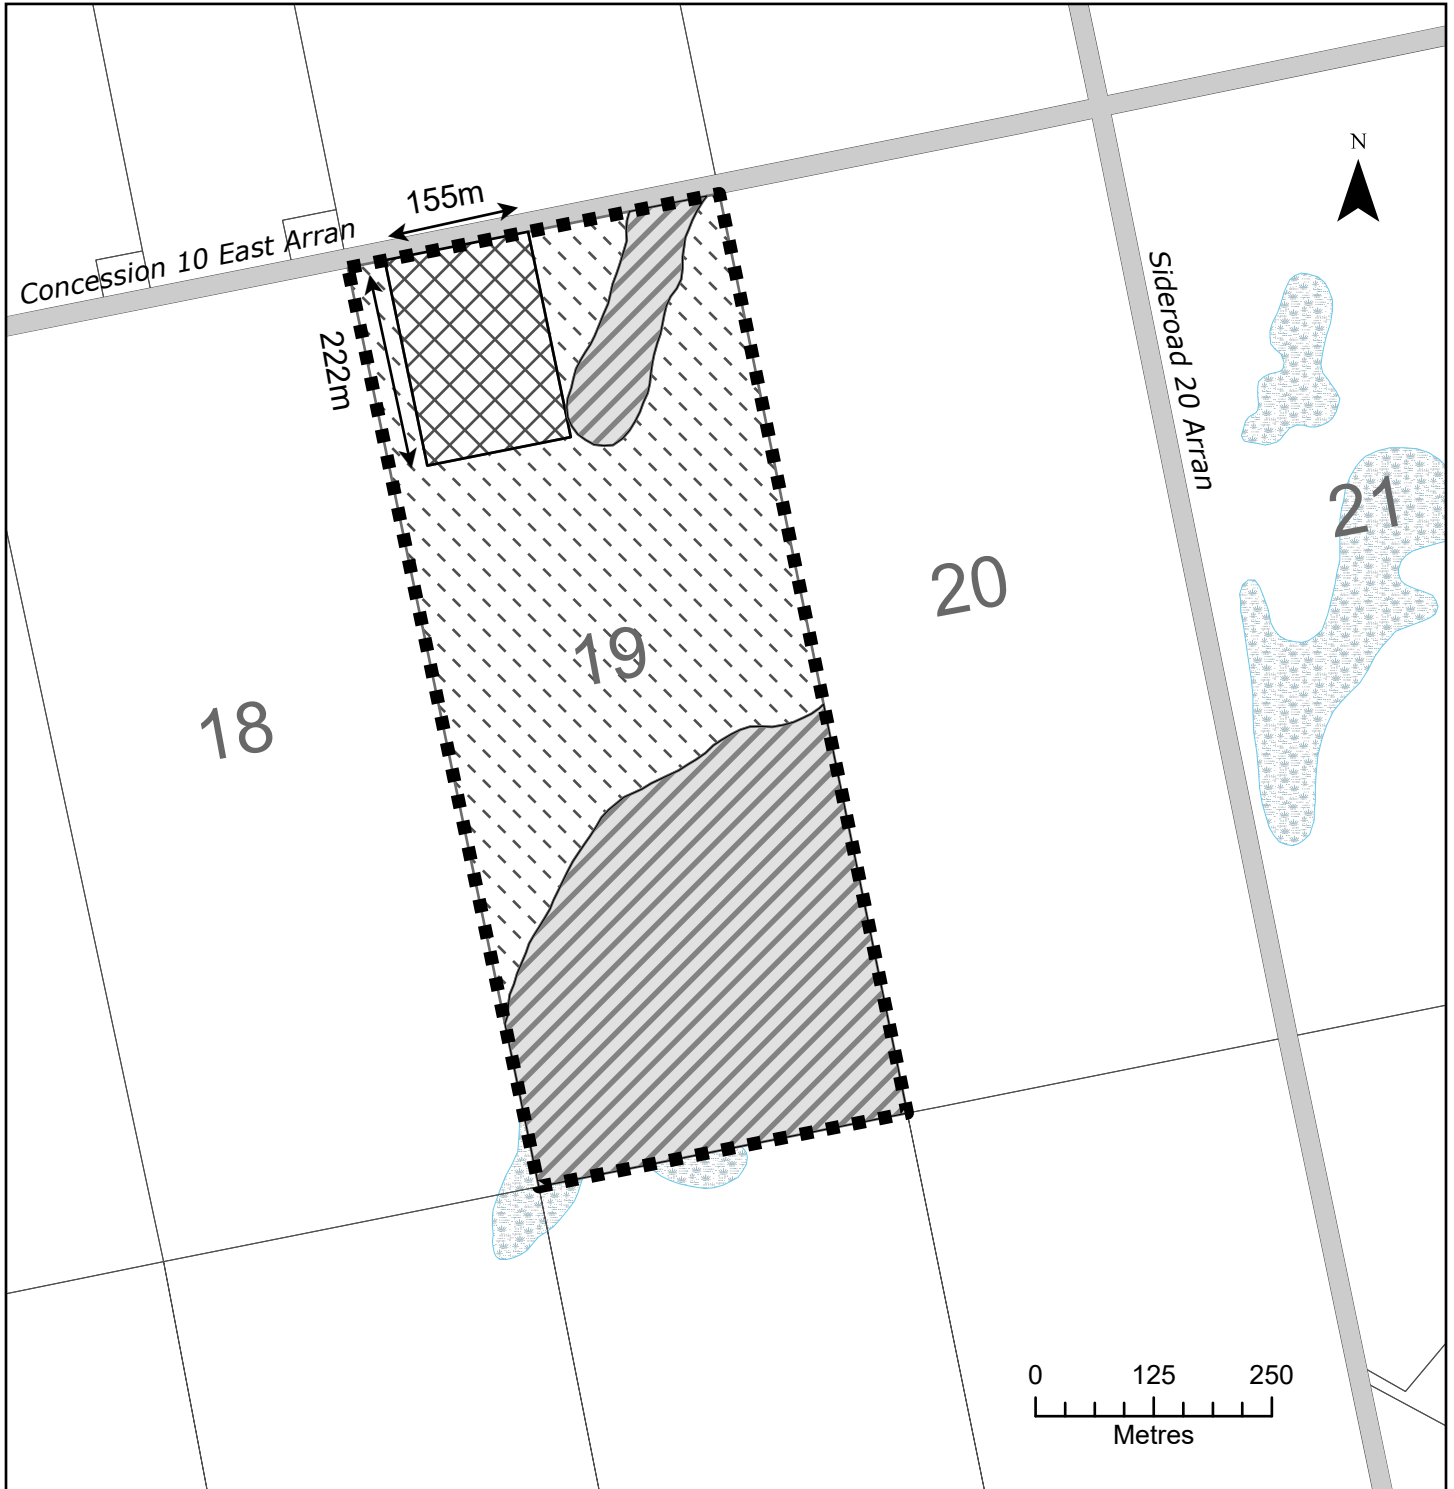 N
155m
Concession 10 East Arran
222m
Sideroad 20 Arran
21
20
19
18
0 125 250
Metres